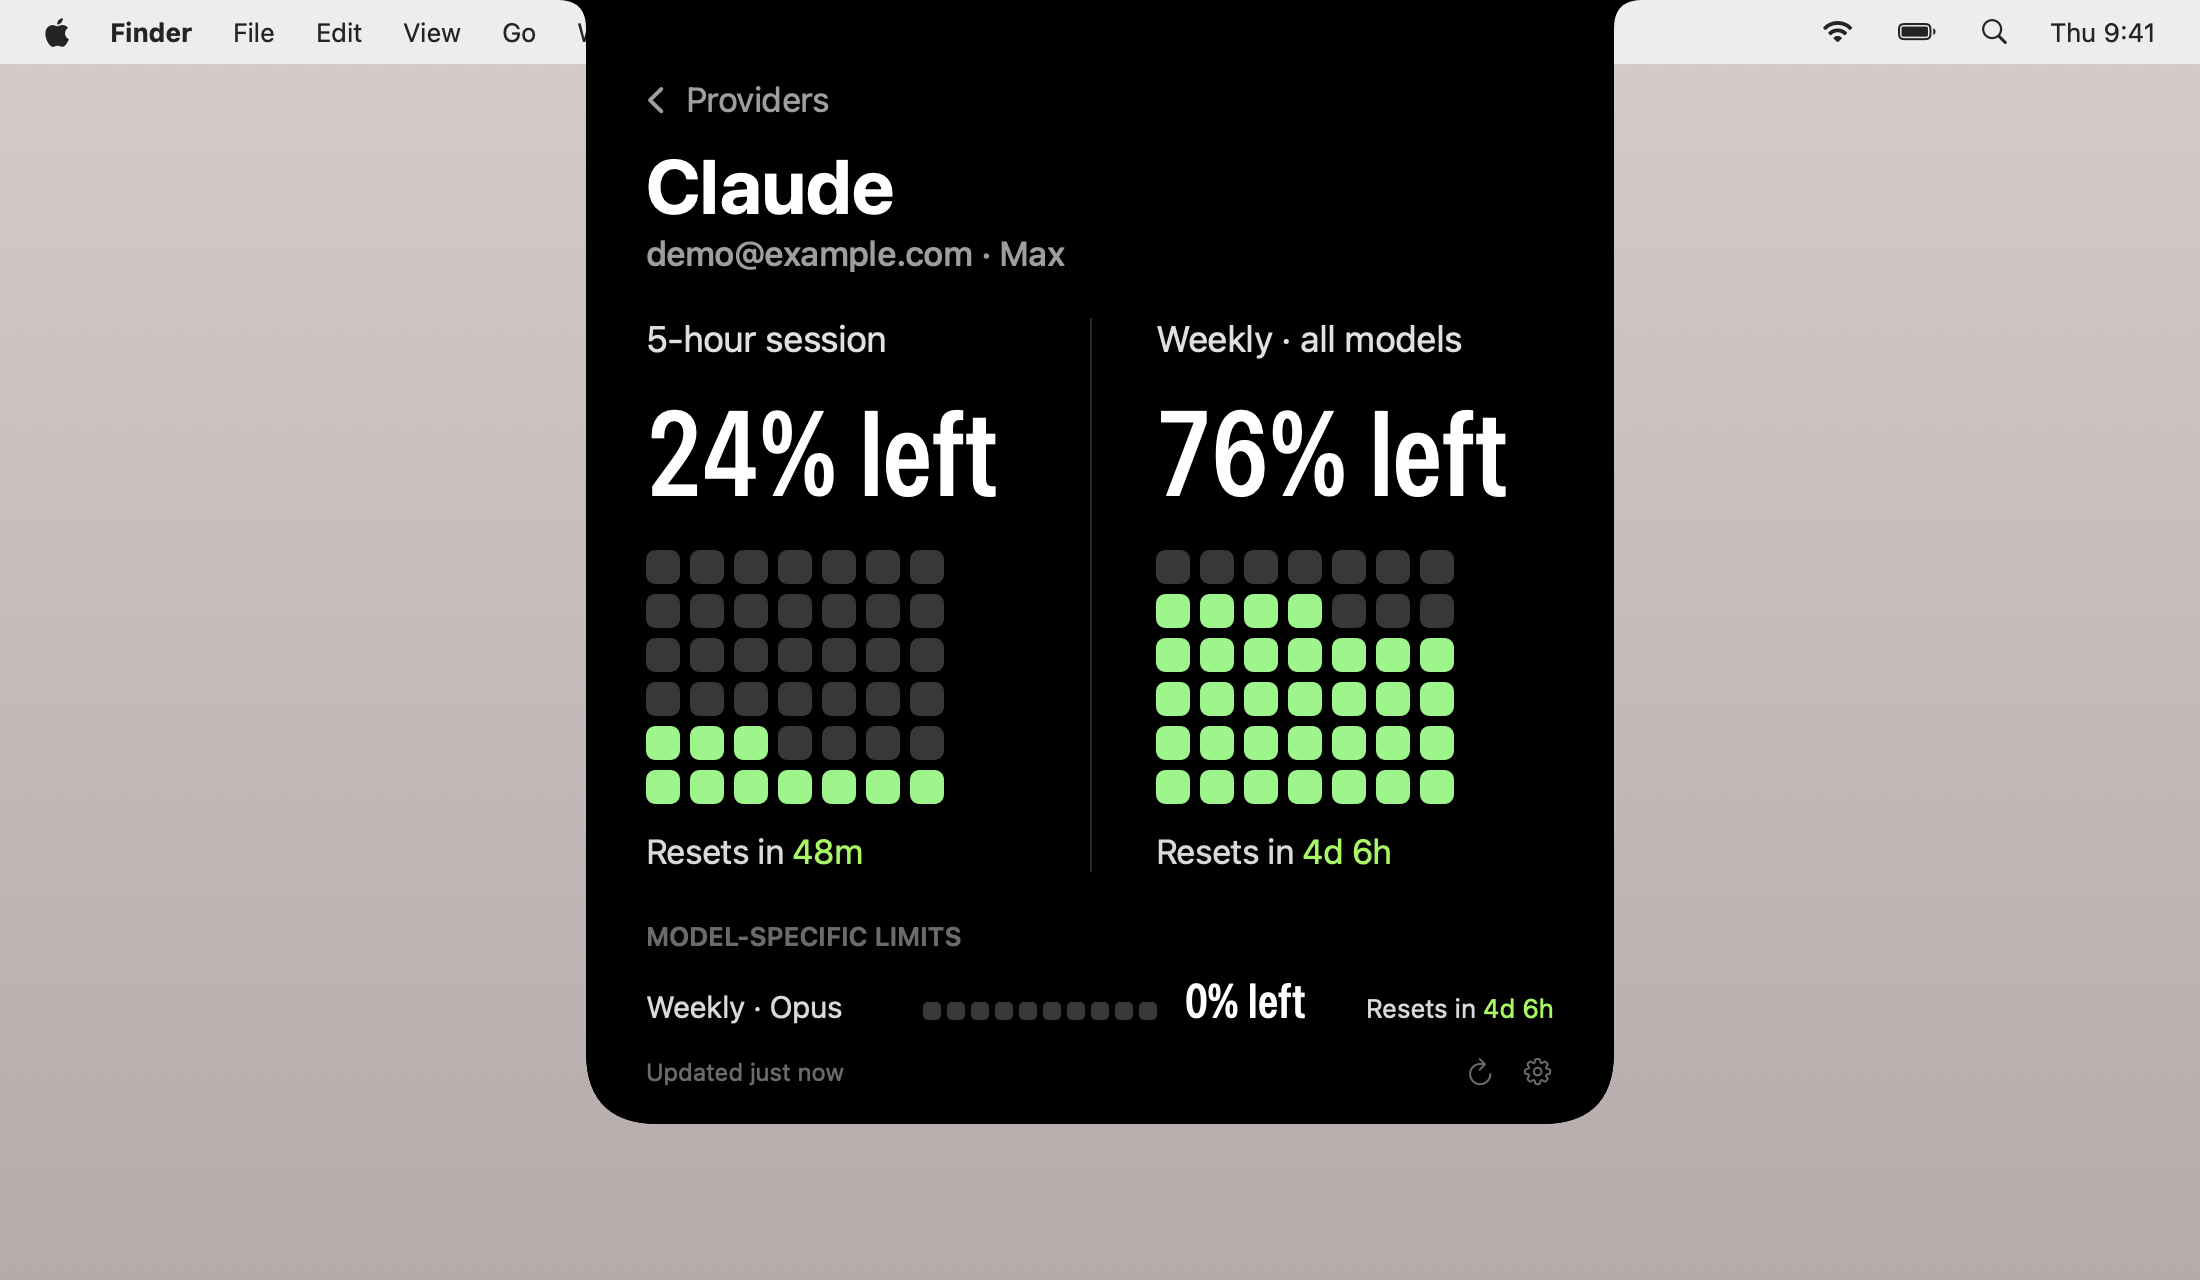 Finder File Edit View Go
Thu 9:41
Providers
Claude
demo@example.com · Max
5-hour session
24% left
Resets in 48m
Weekly · all models
76% left
Resets in 4d 6h
MODEL-SPECIFIC LIMITS
Weekly · Opus 0% left Resets in 4d 6h
Updated just now